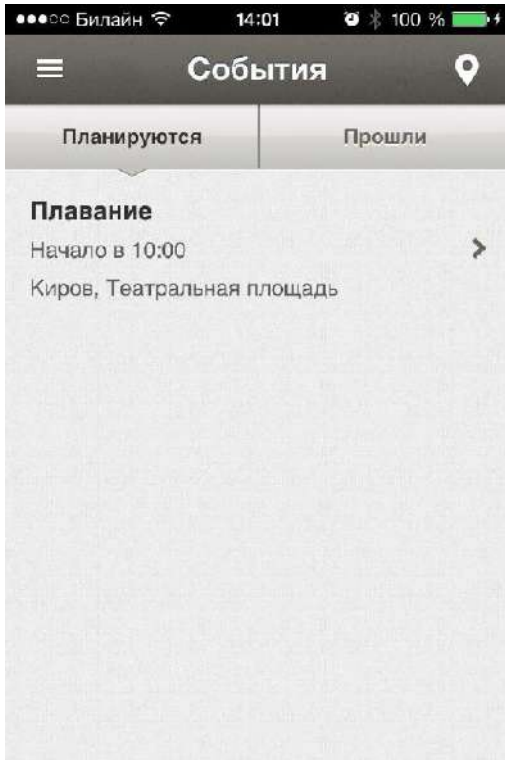 Билайн 14:01 100 %
События
Планируются Прошли
Плавание
Начало в 10:00
Киров, Театральная площадь